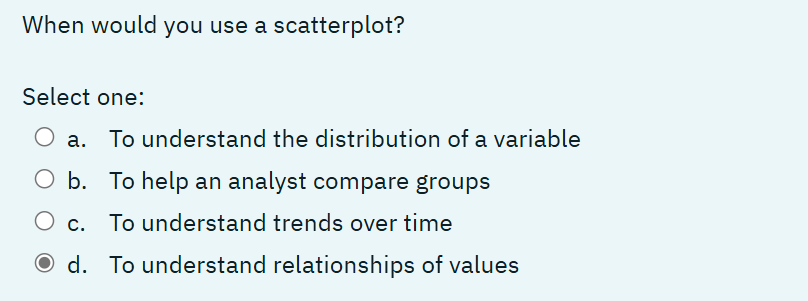 When would you use a scatterplot?
Select one:
a. To understand the distribution of a variable
b. To help an analyst compare groups
c. To understand trends over time
d. To understand relationships of values